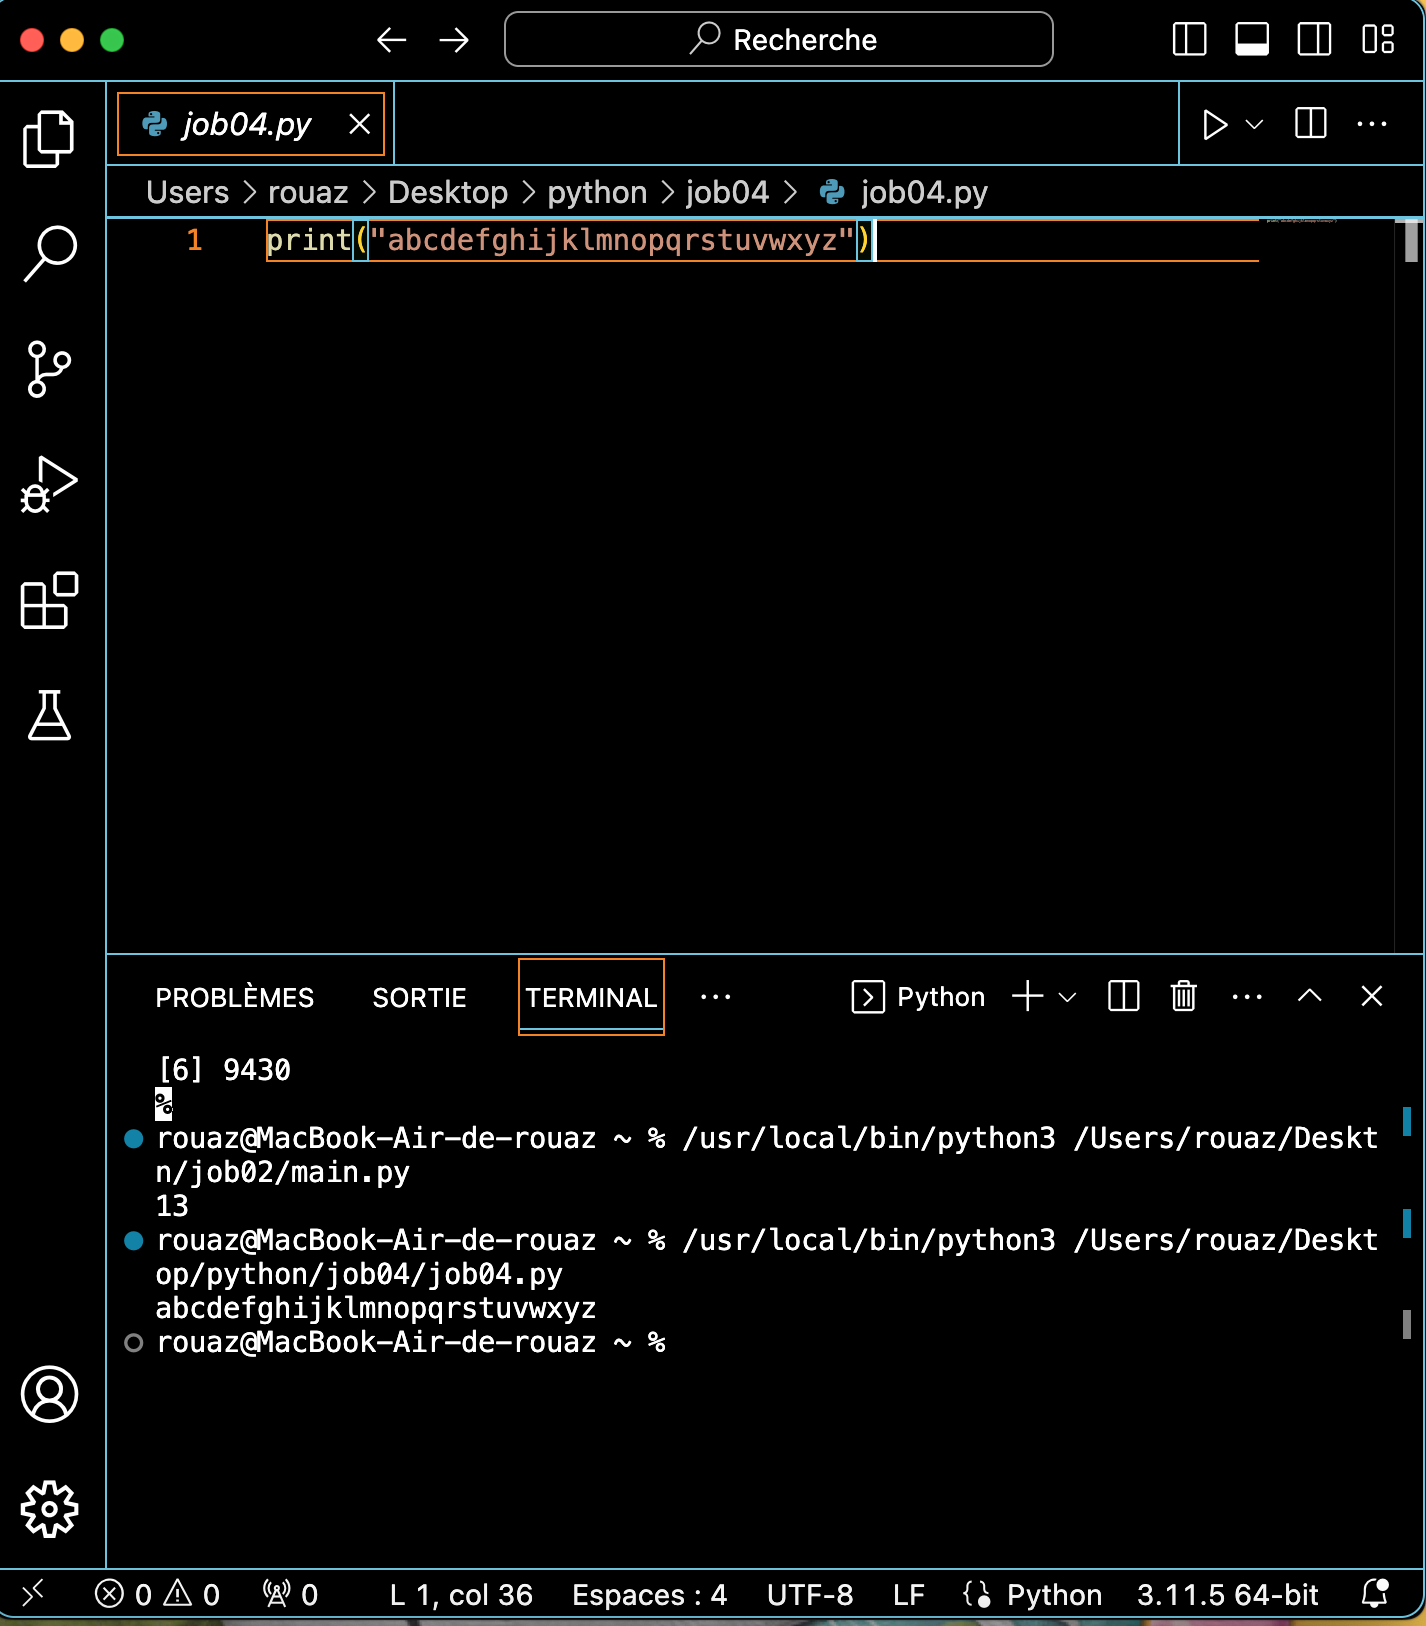 Recherche
job04.py
Users > rouaz > Desktop > python > job04 > job04.py
1 print("abcdefghijklmnopqrstuvwxyz")
PROBLÈMES SORTIE TERMINAL ... Python
[6] 9430
%
rouaz@MacBook-Air-de-rouaz ~ % /usr/local/bin/python3 /Users/rouaz/Deskt
n/job02/main.py
13
rouaz@MacBook-Air-de-rouaz ~ % /usr/local/bin/python3 /Users/rouaz/Deskt
op/python/job04/job04.py
abcdefghijklmnopqrstuvwxyz
rouaz@MacBook-Air-de-rouaz ~ %
0 0 0 L 1, col 36 Espaces : 4 UTF-8 LF Python 3.11.5 64-bit